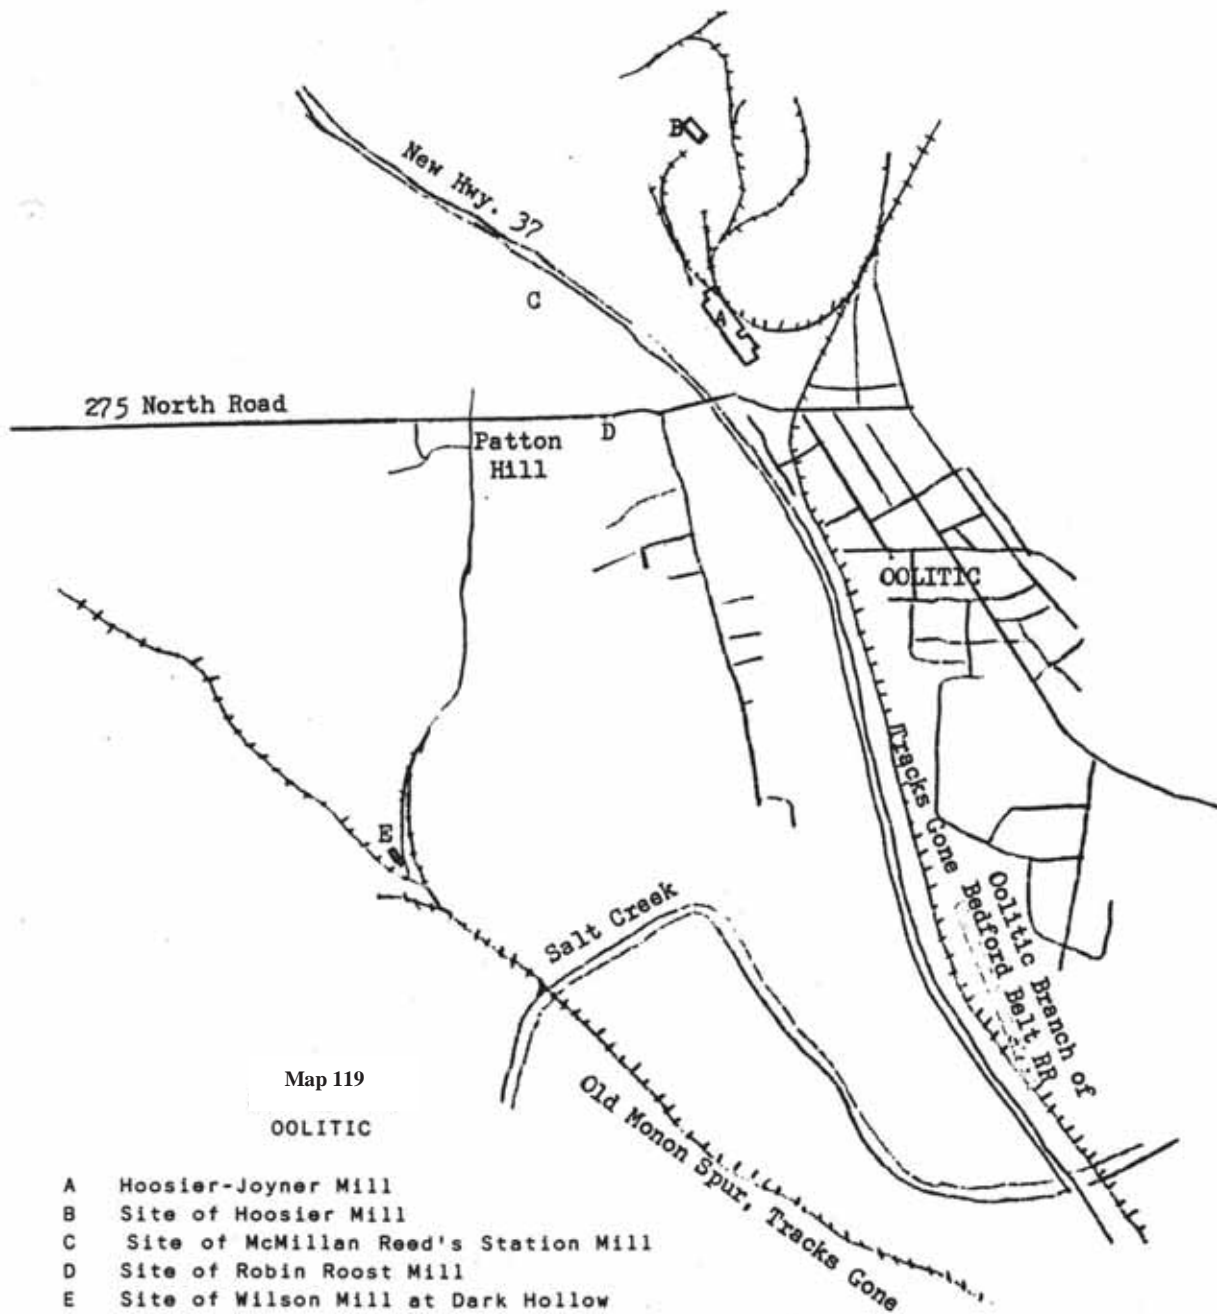 B
New Hwy. 37
C
A
275 North Road
D
Patton
Hill
OOLITIC
Tracks Gone
E
Oolitic Branch of
Bedford Belt RR
Salt Creek
Old Monon Spur, Tracks Gone
Map 119
OOLITIC
A Hoosier-Joyner Mill
B Site of Hoosier Mill
C Site of McMillan Reed's Station Mill
D Site of Robin Roost Mill
E Site of Wilson Mill at Dark Hollow